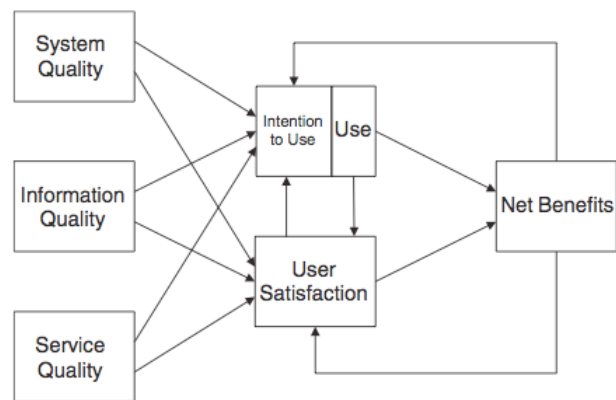 System
Quality
Intention
to Use
Use
Information
Quality
Net Benefits
User
Satisfaction
Service
Quality